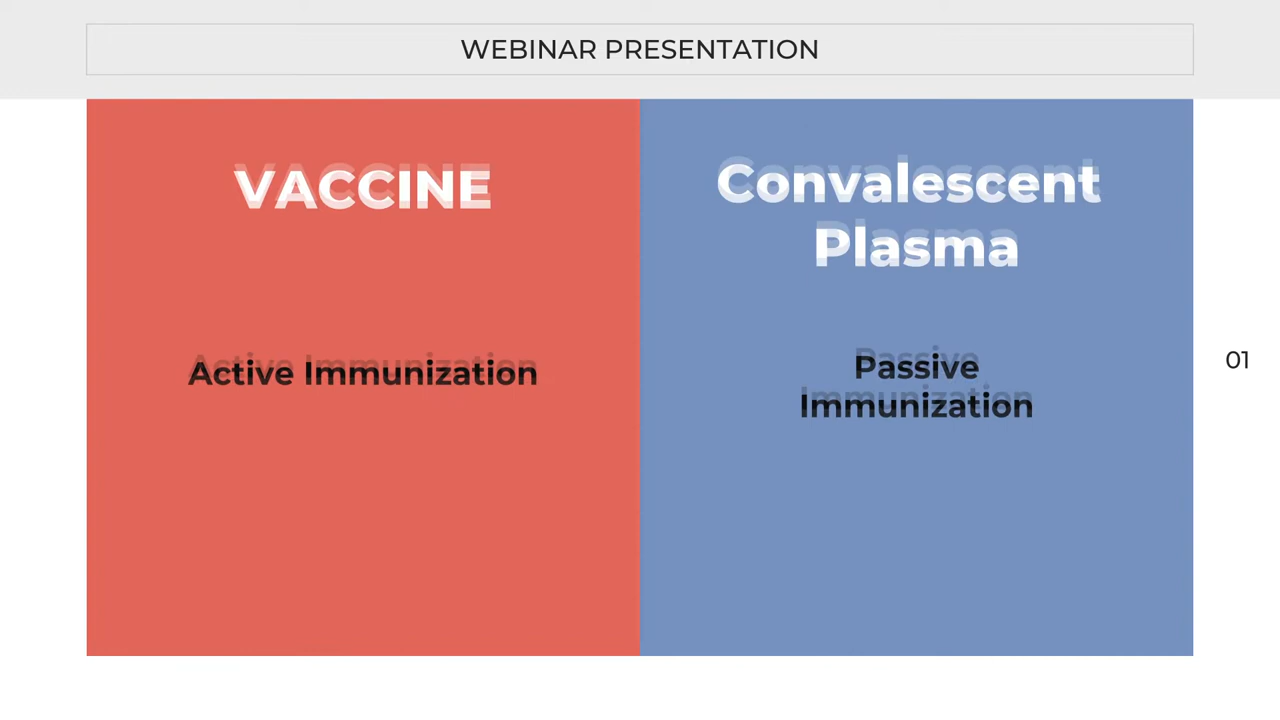 WEBINAR PRESENTATION
VACCINE
Active Immunization
Convalescent
Plasma
Passive
Immunization
01